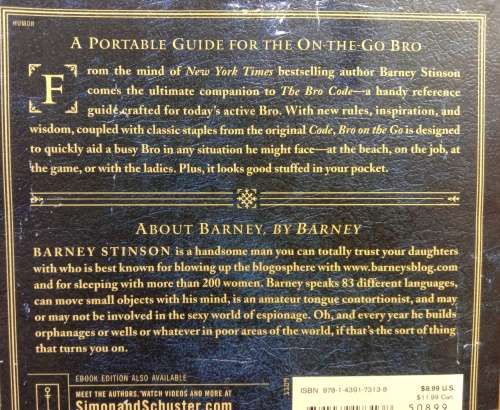 HUMOR
A PORTABLE GUIDE FOR THE ON-THE-GO BRO
From the mind of New York Times bestselling author Barney Stinson
comes the ultimate companion to The Bro Code—a handy reference
guide crafted for today's active Bro. With new rules, inspiration, and
wisdom, coupled with classic staples from the original Code, Bro on the Go is designed
to quickly aid a busy Bro in any situation he might face—at the beach, on the job, at
the game, or with the ladies. Plus, it looks good stuffed in your pocket.
ABOUT BARNEY, BY BARNEY
BARNEY STINSON is a handsome man you can totally trust your daughters
with who is best known for blowing up the blogosphere with www.barneysblog.com
and for sleeping with more than 200 women. Barney speaks 83 different languages,
can move small objects with his mind, is an amateur tongue contortionist, and may
or may not be involved in the sexy world of espionage. Oh, and every year he builds
orphanages or wells or whatever in poor areas of the world, if that's the sort of thing
that turns you on.
EBOOK EDITION ALSO AVAILABLE
MEET THE AUTHORS, WATCH VIDEOS AND MORE AT
SimonandSchuster.com
ISBN 978-1-4391-7313-8
$8.99 U.S.
$11.99 Can.
50899